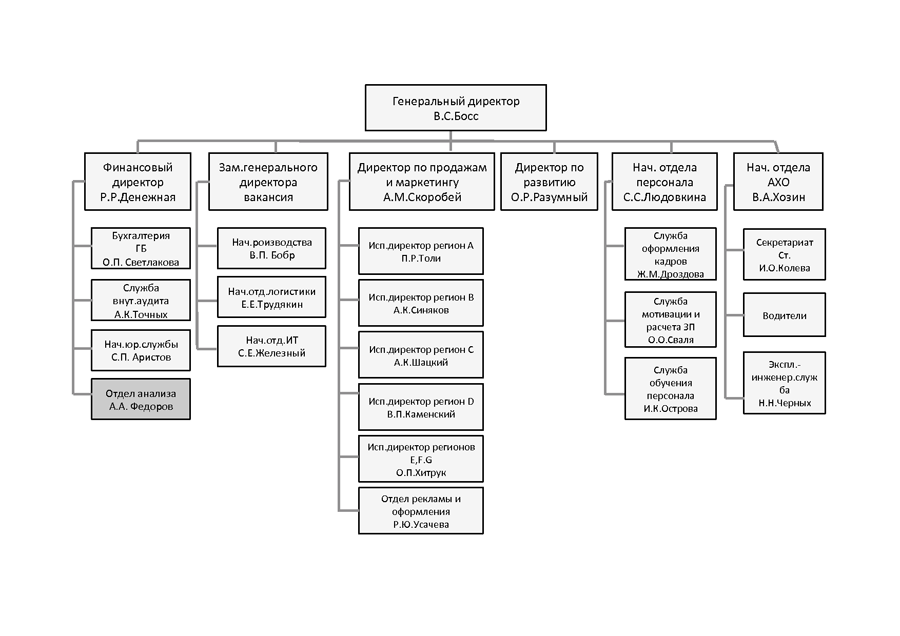 Генеральный директор
В.С.Босс
Финансовый
директор
Р.Р.Денежная
Зам.генерального
директора
вакансия
Директор по продажам
и маркетингу
А.М.Скоробей
Директор по
развитию
О.Р.Разумный
Нач. отдела
персонала
С.С.Людовкина
Нач. отдела
АХО
В.А.Хозин
Бухгалтерия
ГБ
О.П. Светлакова
Служба
внут.аудита
А.К.Точных
Нач.юр.службы
С.П. Аристов
Отдел анализа
А.А. Федоров
Нач.роизводства
В.П. Бобр
Нач.отд.логистики
Е.Е.Трудякин
Нач.отд.ИТ
С.Е.Железный
Исп.директор регион А
П.Р.Толи
Исп.директор регион В
А.К.Синяков
Исп.директор регион С
А.К.Шацкий
Исп.директор регион D
В.П.Каменский
Исп.директор регионов
E,F.G
О.П.Хитрук
Отдел рекламы и
оформления
Р.Ю.Усачева
Служба
оформления
кадров
Ж.М.Дроздова
Служба
мотивации и
расчета ЗП
О.О.Сваля
Служба
обучения
персонала
И.К.Острова
Секретариат
Ст.
И.О.Колева
Водители
Экспл.-
инженер.служ
ба
Н.Н.Черных